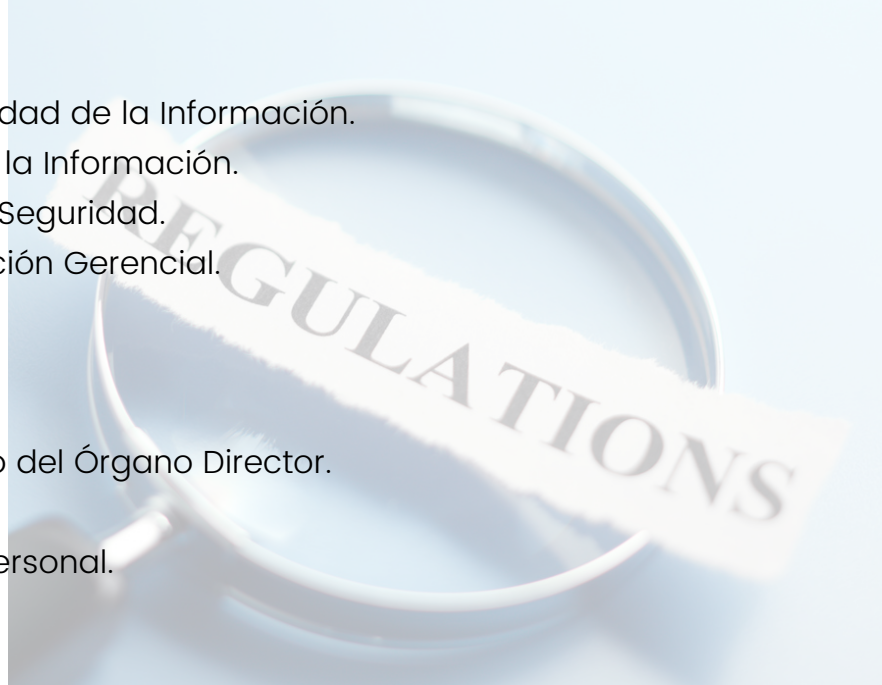 dad de la Información.
la Información.
Seguridad.
ción Gerencial.
REGULATIONS
o del Órgano Director.
ersonal.